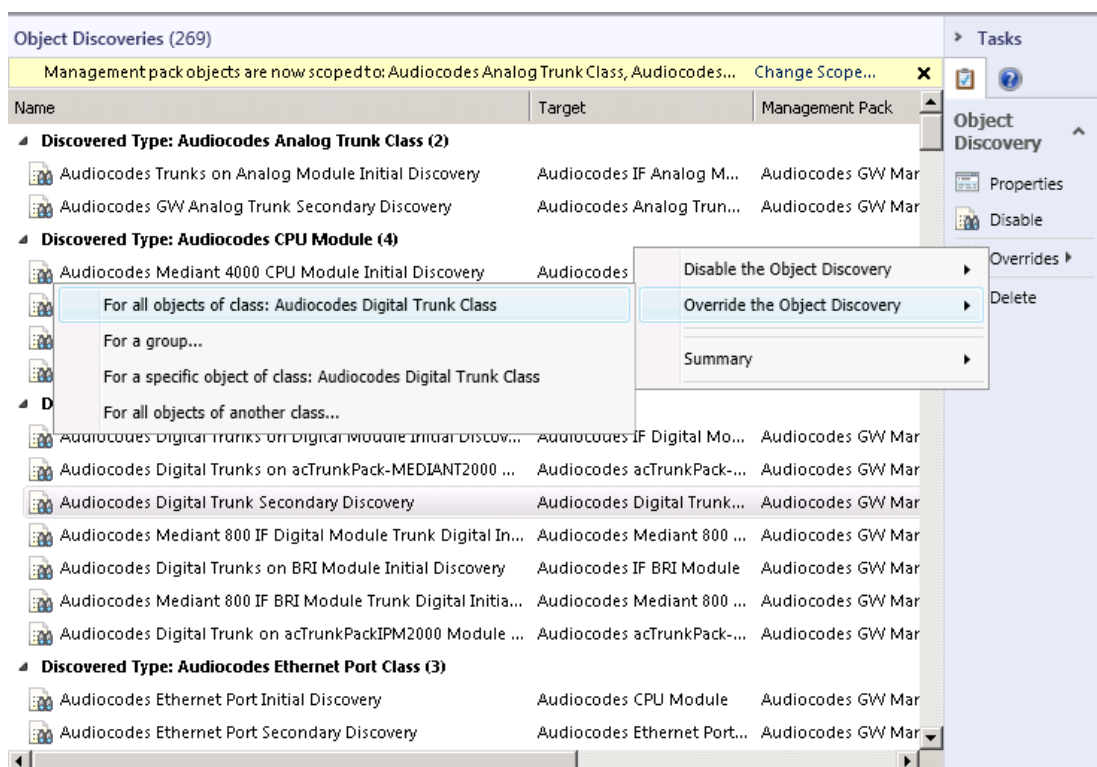 Object Discoveries (269)
Management pack objects are now scoped to: Audiocodes Analog Trunk Class, Audiocodes... Change Scope... x
Name Target Management Pack
Discovered Type: Audiocodes Analog Trunk Class (2)
Audiocodes Trunks on Analog Module Initial Discovery Audiocodes IF Analog M... Audiocodes GW Mar
Audiocodes GW Analog Trunk Secondary Discovery Audiocodes Analog Trun... Audiocodes GW Mar
Discovered Type: Audiocodes CPU Module (4)
Audiocodes Mediant 4000 CPU Module Initial Discovery Audiocodes
Disable the Object Discovery
Override the Object Discovery
Summary
For all objects of class: Audiocodes Digital Trunk Class
For a group...
For a specific object of class: Audiocodes Digital Trunk Class
For all objects of another class...
D
Audiocodes Digital Trunks on Digital Module Initial Discov... Audiocodes IF Digital Mo... Audiocodes GW Mar
Audiocodes Digital Trunks on acTrunkPack-MEDIANT2000 ... Audiocodes acTrunkPack-... Audiocodes GW Mar
Audiocodes Digital Trunk Secondary Discovery Audiocodes Digital Trunk... Audiocodes GW Mar
Audiocodes Mediant 800 IF Digital Module Trunk Digital In... Audiocodes Mediant 800 ... Audiocodes GW Mar
Audiocodes Digital Trunks on BRI Module Initial Discovery Audiocodes IF BRI Module Audiocodes GW Mar
Audiocodes Mediant 800 IF BRI Module Trunk Digital Initia... Audiocodes Mediant 800 ... Audiocodes GW Mar
Audiocodes Digital Trunk on acTrunkPackIPM2000 Module ... Audiocodes acTrunkPack-... Audiocodes GW Mar
Discovered Type: Audiocodes Ethernet Port Class (3)
Audiocodes Ethernet Port Initial Discovery Audiocodes CPU Module Audiocodes GW Mar
Audiocodes Ethernet Port Secondary Discovery Audiocodes Ethernet Port... Audiocodes GW Mar
Tasks
Object
Discovery
Properties
Disable
Overrides
Delete